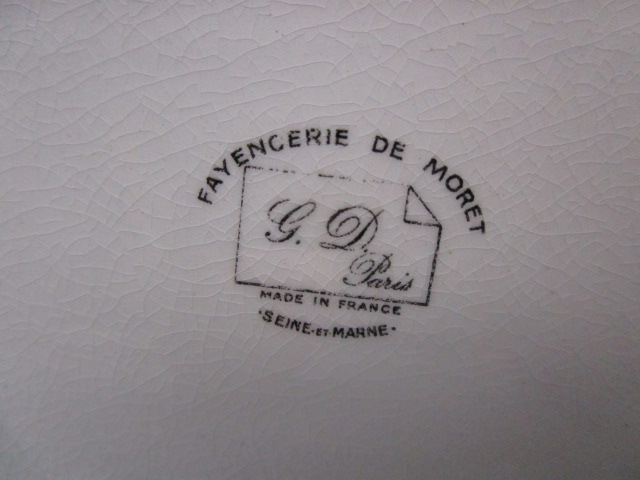 FAYENCERIE DE MORET
G. D.
Paris
MADE IN FRANCE
·SEINE-ET-MARNE·